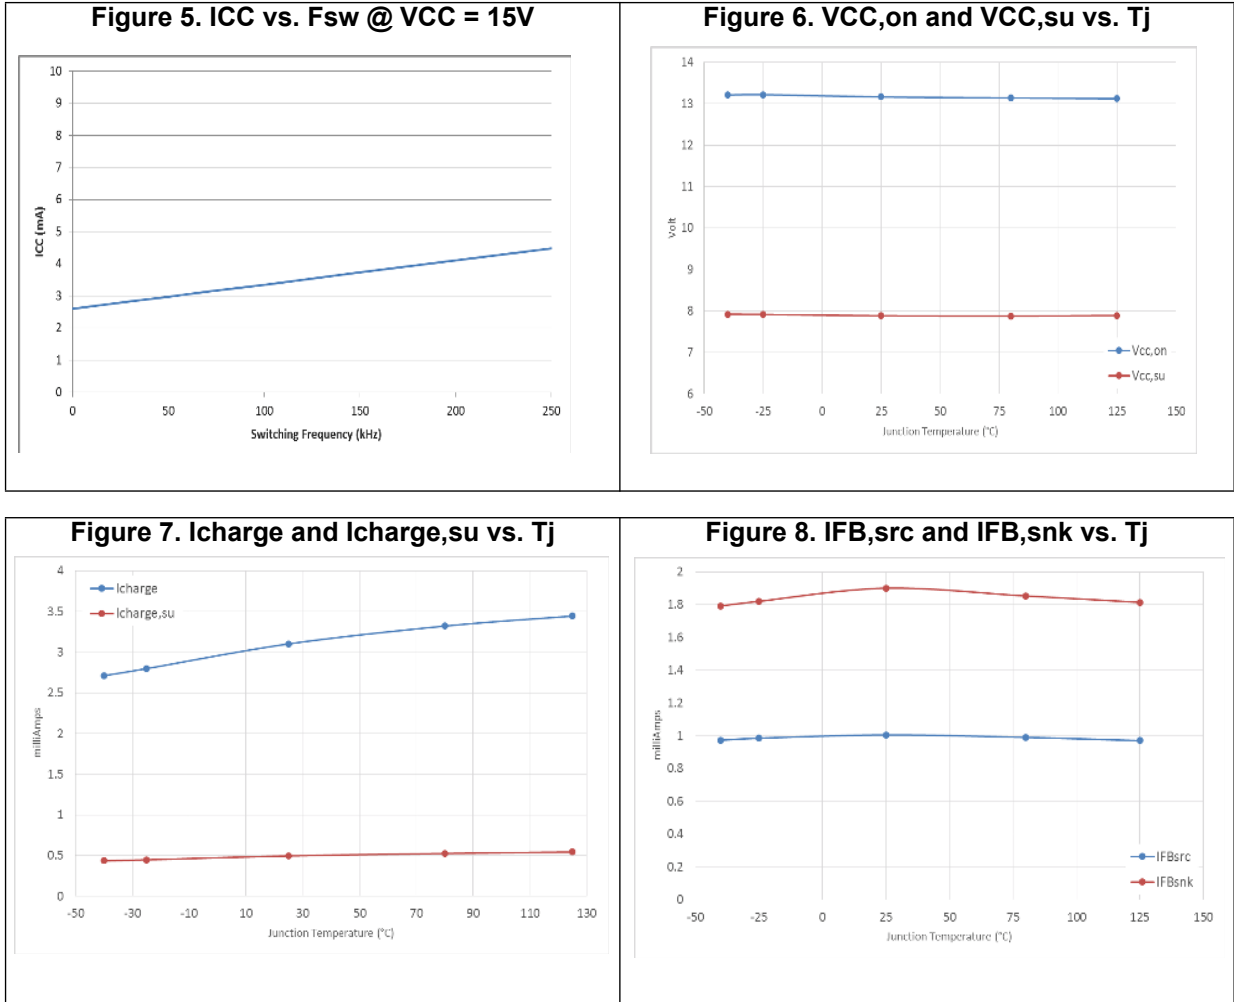 Figure 5. ICC vs. Fsw @ VCC = 15V
10
9
8
7
6
5
4
3
2
1
0
ICC (mA)
0 50 100 150 200 250
Switching Frequency (kHz)
Figure 6. VCC,on and VCC,su vs. Tj
14
13
12
11
10
9
8
7
6
Volt
Vcc,on
Vcc,su
-50 -25 0 25 50 75 100 125 150
Junction Temperature (°C)
Figure 7. Icharge and Icharge,su vs. Tj
4
3.5
3
2.5
2
1.5
1
0.5
0
milliAmps
Icharge
Icharge,su
-50 -30 -10 10 30 50 70 90 110 130
Junction Temperature (°C)
Figure 8. IFB,src and IFB,snk vs. Tj
2
1.8
1.6
1.4
1.2
1
0.8
0.6
0.4
0.2
0
milliAmps
IFBsrc
IFBsnk
-50 -25 0 25 50 75 100 125 150
Junction Temperature (°C)